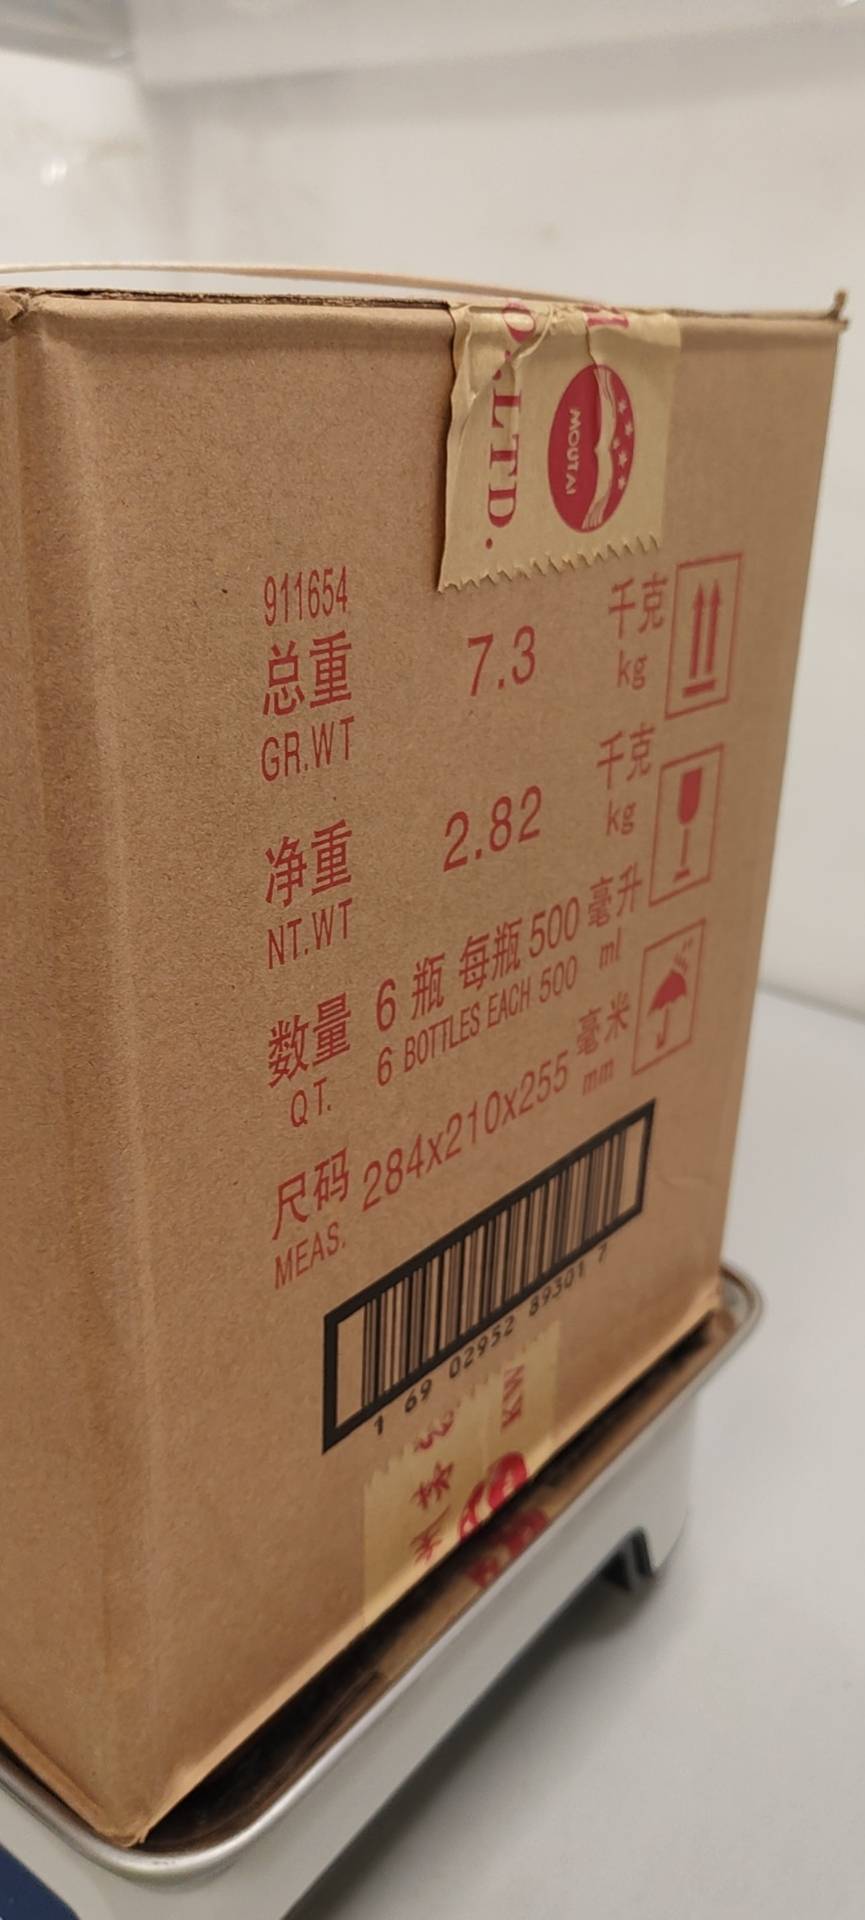 O.,LTD.
MOUTAI
911654
总重 7.3 千克
GR.WT kg
净重 2.82 千克
NT.WT kg
数量 6 瓶 每瓶 500 毫升
QT. 6 BOTTLES EACH 500 ml
尺码 284x210x255 毫米
MEAS. mm
1 69 02952 89301 7